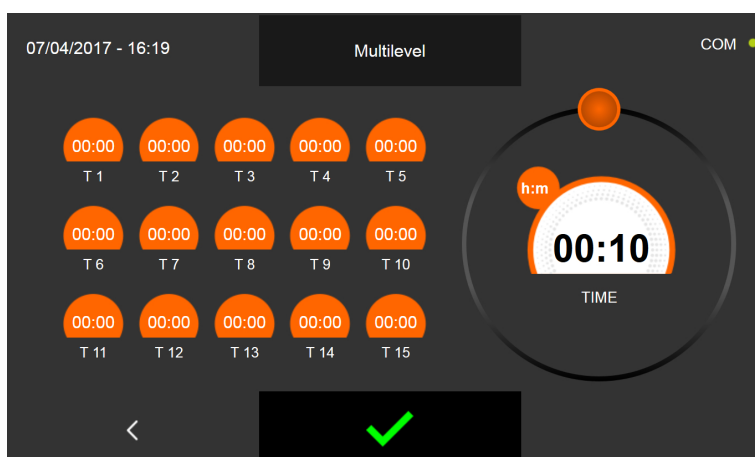 07/04/2017 - 16:19
Multilevel
COM
00:00 00:00 00:00 00:00 00:00
T 1 T 2 T 3 T 4 T 5
h:m
00:00 00:00 00:00 00:00 00:00
T 6 T 7 T 8 T 9 T 10
00:10
TIME
00:00 00:00 00:00 00:00 00:00
T 11 T 12 T 13 T 14 T 15